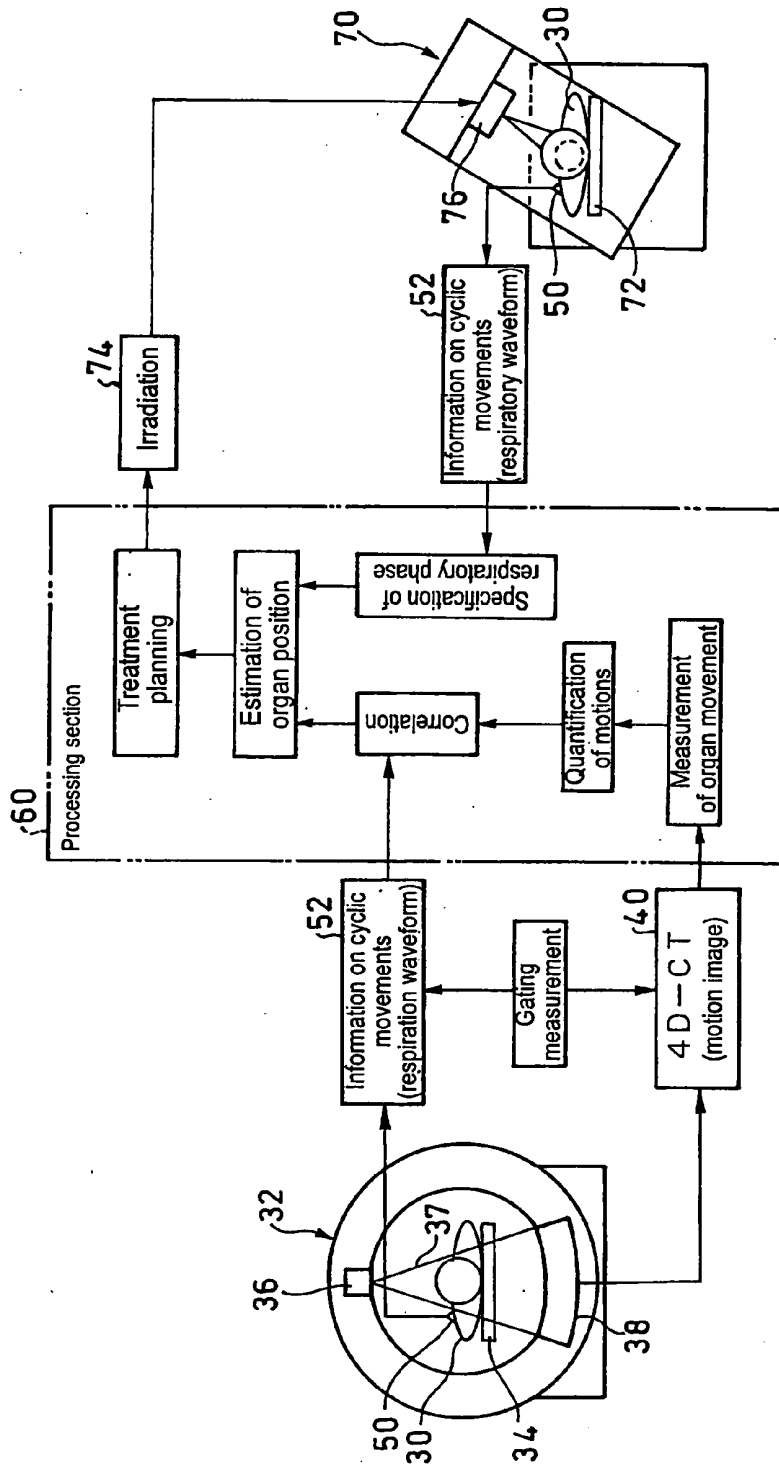 32
36
37
50
30
34
38
52
Information on cyclic
movements
(respiration waveform)
Gating
measurement
40
4D-CT
(motion image)
60
Processing section
Treatment
planning
Estimation of
organ position
Correlation
Specification of
respiratory phase
Quantification
of motions
Measurement
of organ movement
74
Irradiation
52
Information on cyclic
movements
(respiratory waveform)
70
76
30
50
72